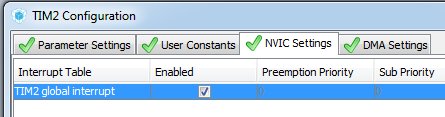 TIM2 Configuration
Parameter Settings User Constants NVIC Settings DMA Settings
Interrupt Table Enabled Preemption Priority Sub Priority
TIM2 global interrupt 0 0